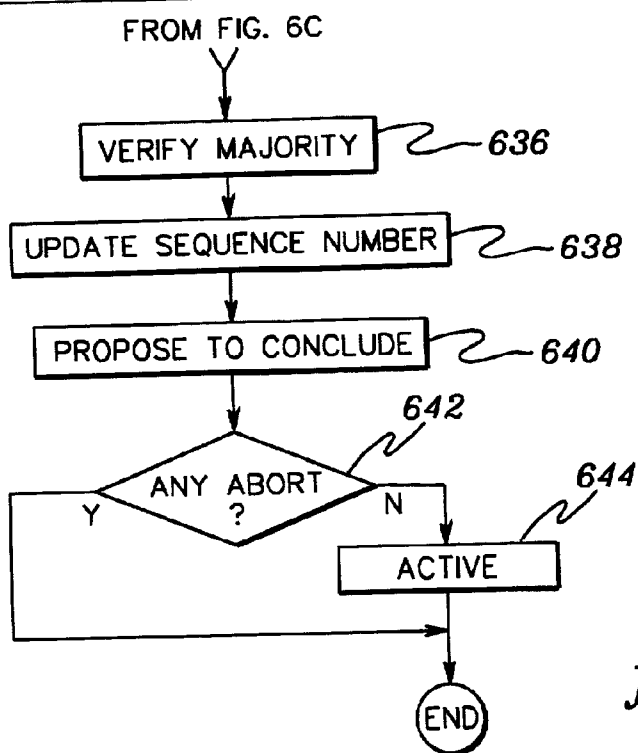 FROM FIG. 6C
VERIFY MAJORITY
636
UPDATE SEQUENCE NUMBER
638
PROPOSE TO CONCLUDE
640
642
ANY ABORT
?
Y
N
644
ACTIVE
END